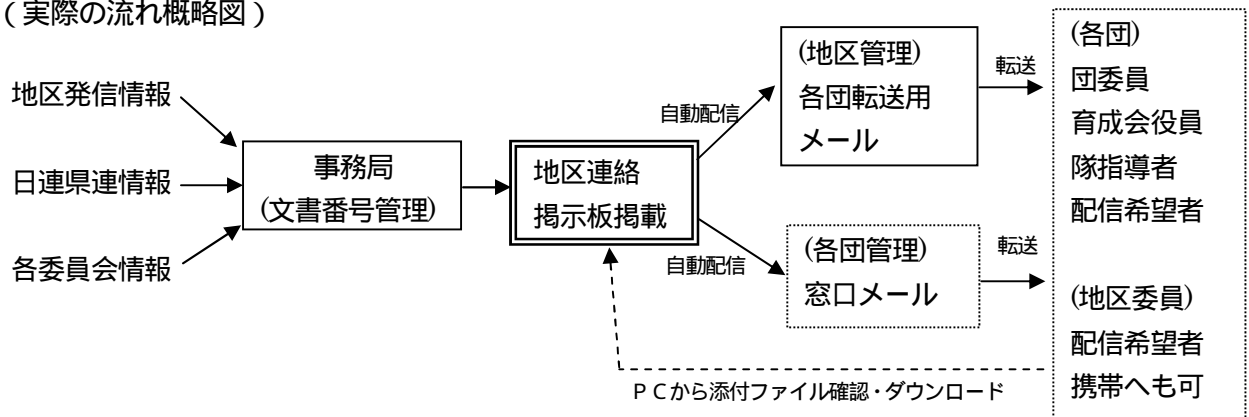 (実際の流れ概略図)
地区発信情報
日連県連情報
各委員会情報
事務局
(文書番号管理)
地区連絡
掲示板掲載
自動配信
自動配信
(地区管理)
各団転送用
メール
(各団管理)
窓口メール
転送
転送
(各団)
団委員
育成会役員
隊指導者
配信希望者
(地区委員)
配信希望者
携帯へも可
PCから添付ファイル確認・ダウンロード